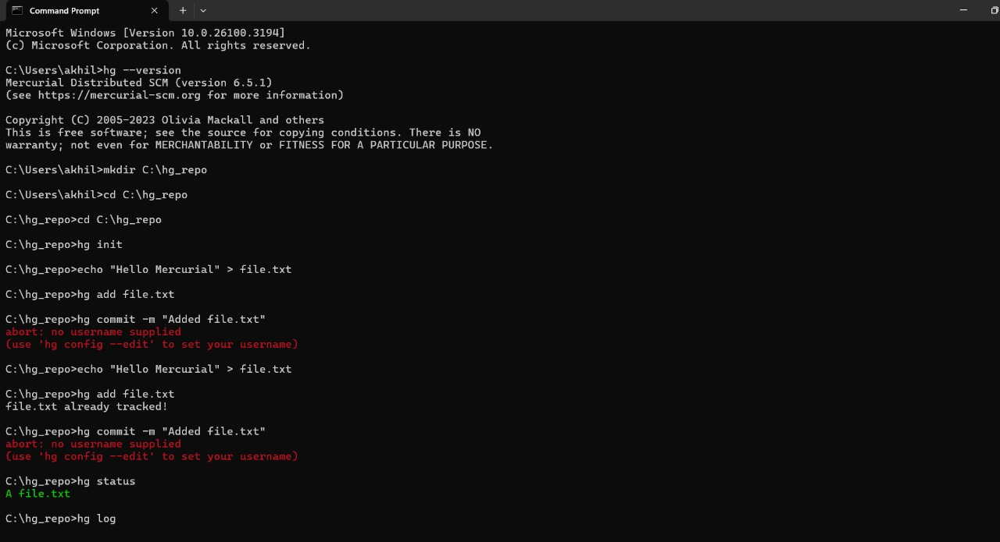 Command Prompt
Microsoft Windows [Version 10.0.26100.3194]
(c) Microsoft Corporation. All rights reserved.
C:\Users\akhil>hg --version
Mercurial Distributed SCM (version 6.5.1)
(see https://mercurial-scm.org for more information)
Copyright (C) 2005-2023 Olivia Mackall and others
This is free software; see the source for copying conditions. There is NO
warranty; not even for MERCHANTABILITY or FITNESS FOR A PARTICULAR PURPOSE.
C:\Users\akhil>mkdir C:\hg_repo
C:\Users\akhil>cd C:\hg_repo
C:\hg_repo>cd C:\hg_repo
C:\hg_repo>hg init
C:\hg_repo>echo "Hello Mercurial" > file.txt
C:\hg_repo>hg add file.txt
C:\hg_repo>hg commit -m "Added file.txt"
abort: no username supplied
(use 'hg config --edit' to set your username)
C:\hg_repo>echo "Hello Mercurial" > file.txt
C:\hg_repo>hg add file.txt
file.txt already tracked!
C:\hg_repo>hg commit -m "Added file.txt"
abort: no username supplied
(use 'hg config --edit' to set your username)
C:\hg_repo>hg status
A file.txt
C:\hg_repo>hg log